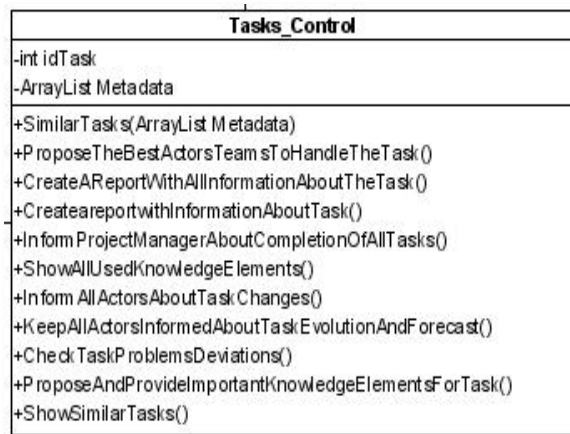 Tasks_Control
-int idTask
-ArrayList Metadata
+SimilarTasks(ArrayList Metadata)
+ProposeTheBestActorsTeamsToHandleTheTask()
+CreateAReportWithAllInformationAboutTheTask()
+CreateareportwithInformationAboutTask()
+InformProjectManagerAboutCompletionOfAllTasks()
+ShowAllUsedKnowledgeElements()
+InformAllActorsAboutTaskChanges()
+KeepAllActorsInformedAboutTaskEvolutionAndForecast()
+CheckTaskProblemsDeviations()
+ProposeAndProvideImportantKnowledgeElementsForTask()
+ShowSimilarTasks()